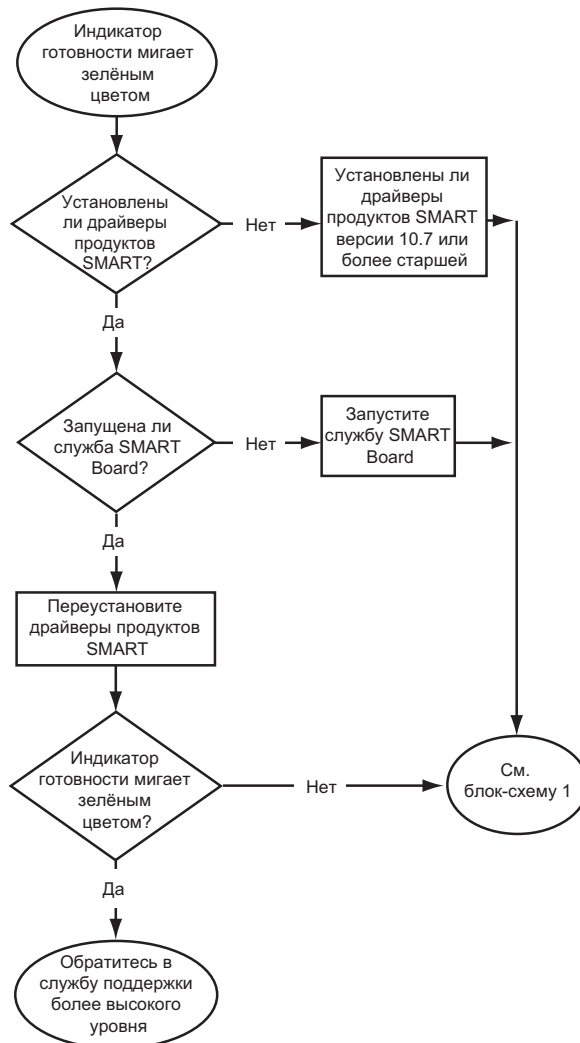 Индикатор
готовности мигает
зелёным
цветом
Установлены
ли драйверы
продуктов
SMART?
Нет
Установлены ли
драйверы
продуктов SMART
версии 10.7 или
более старшей
Да
Запущена ли
служба SMART
Board?
Нет
Запустите
службу SMART
Board
Да
Переустановите
драйверы продуктов
SMART
Индикатор
готовности мигает
зелёным
цветом?
Нет
См.
блок-схему 1
Да
Обратитесь в
службу поддержки
более высокого
уровня